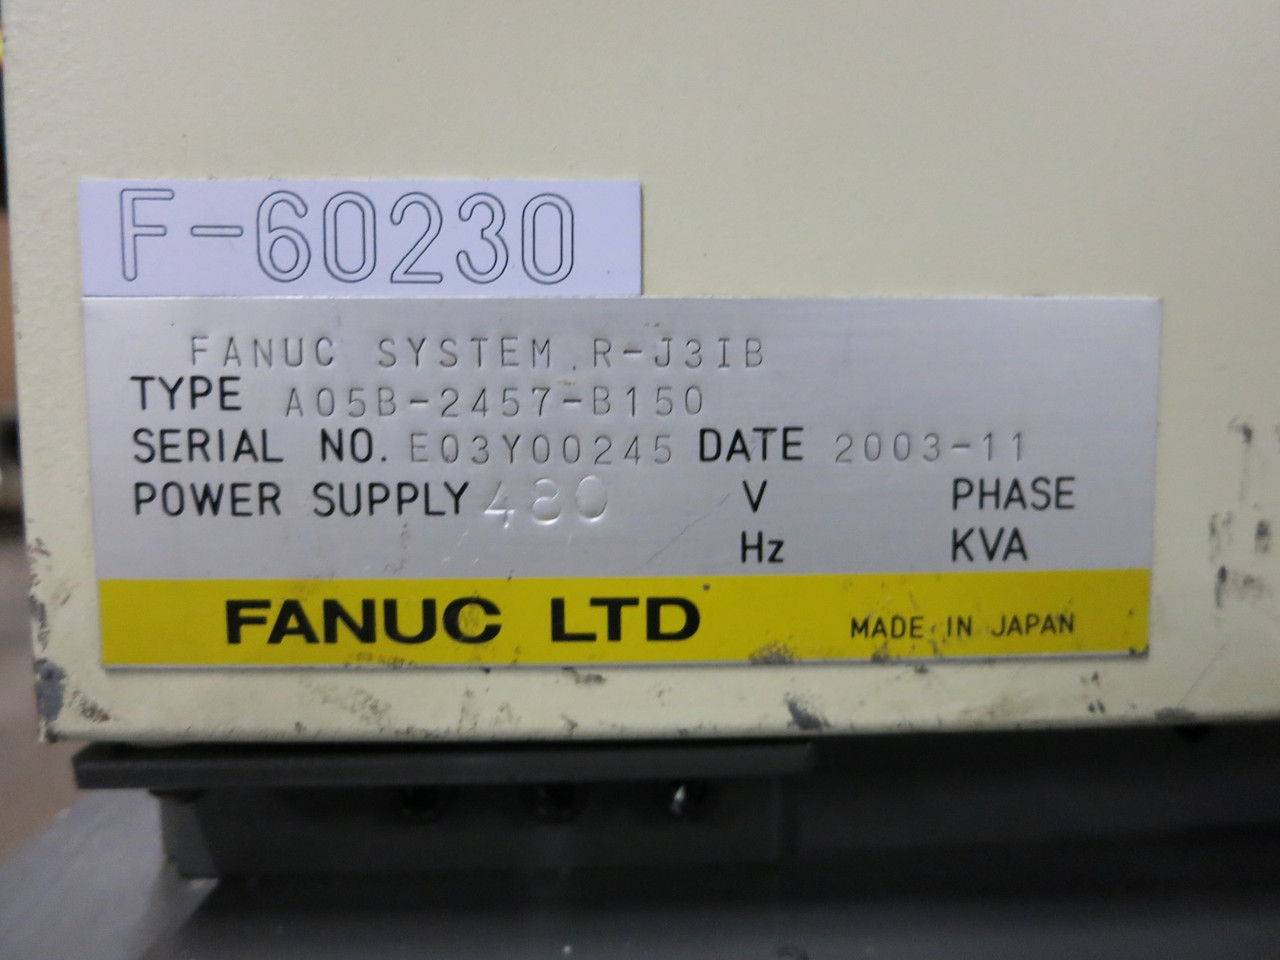 F-60230
FANUC SYSTEM R-J3IB
TYPE A05B-2457-B150
SERIAL NO. E03Y00245 DATE 2003-11
POWER SUPPLY 480 V PHASE
Hz KVA
FANUC LTD MADE IN JAPAN